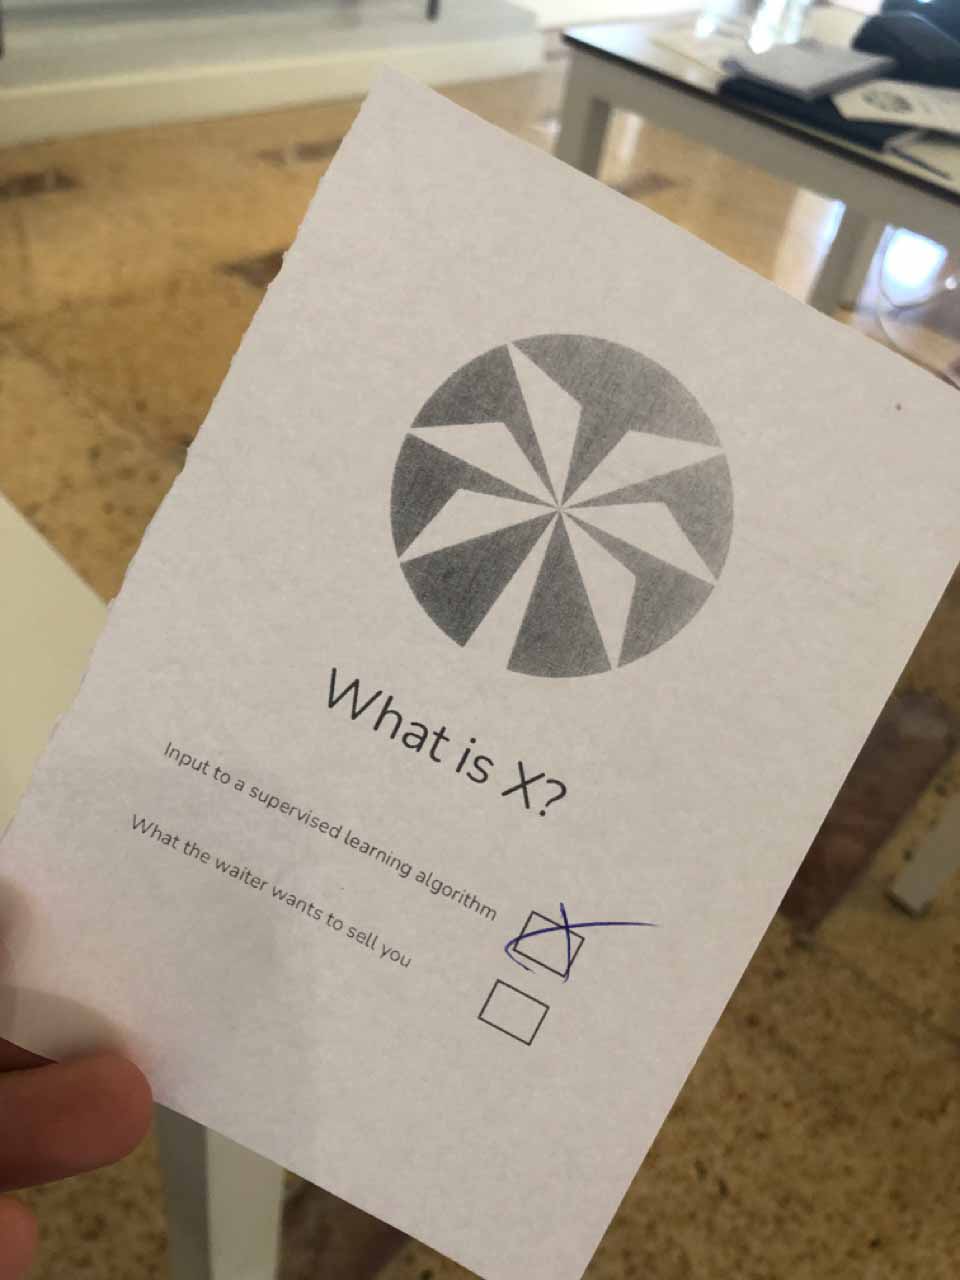 What is X?
Input to a supervised learning algorithm
What the waiter wants to sell you